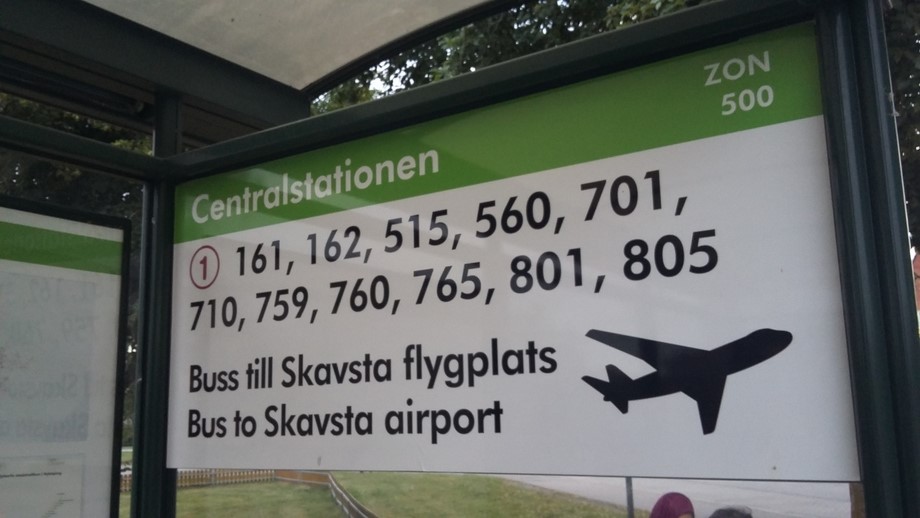 ZON
500
Centralstationen
1 161, 162, 515, 560, 701,
710, 759, 760, 765, 801, 805
Buss till Skavsta flygplats
Bus to Skavsta airport